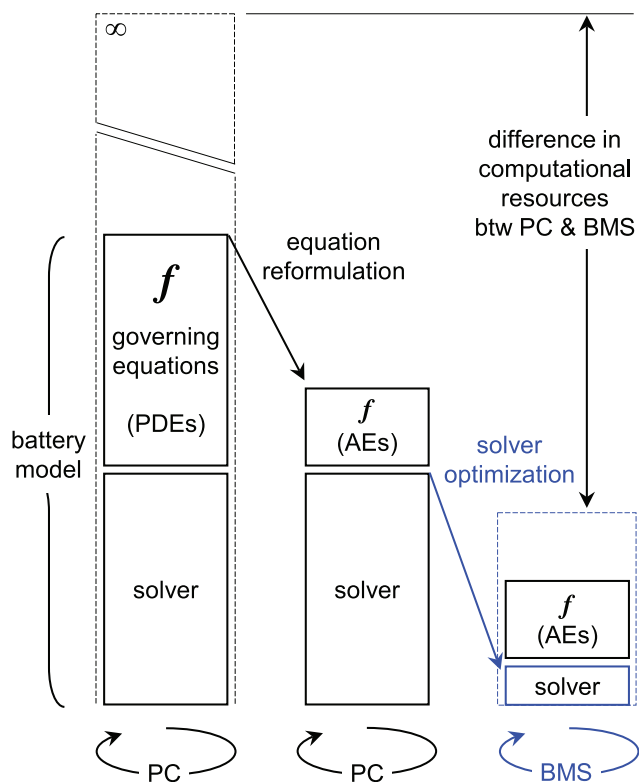 ∞
difference in
computational
resources
btw PC & BMS
equation
reformulation
f
governing
equations
(PDEs)
battery
model
solver
f
(AEs)
solver
solver
optimization
f
(AEs)
solver
PC
PC
BMS